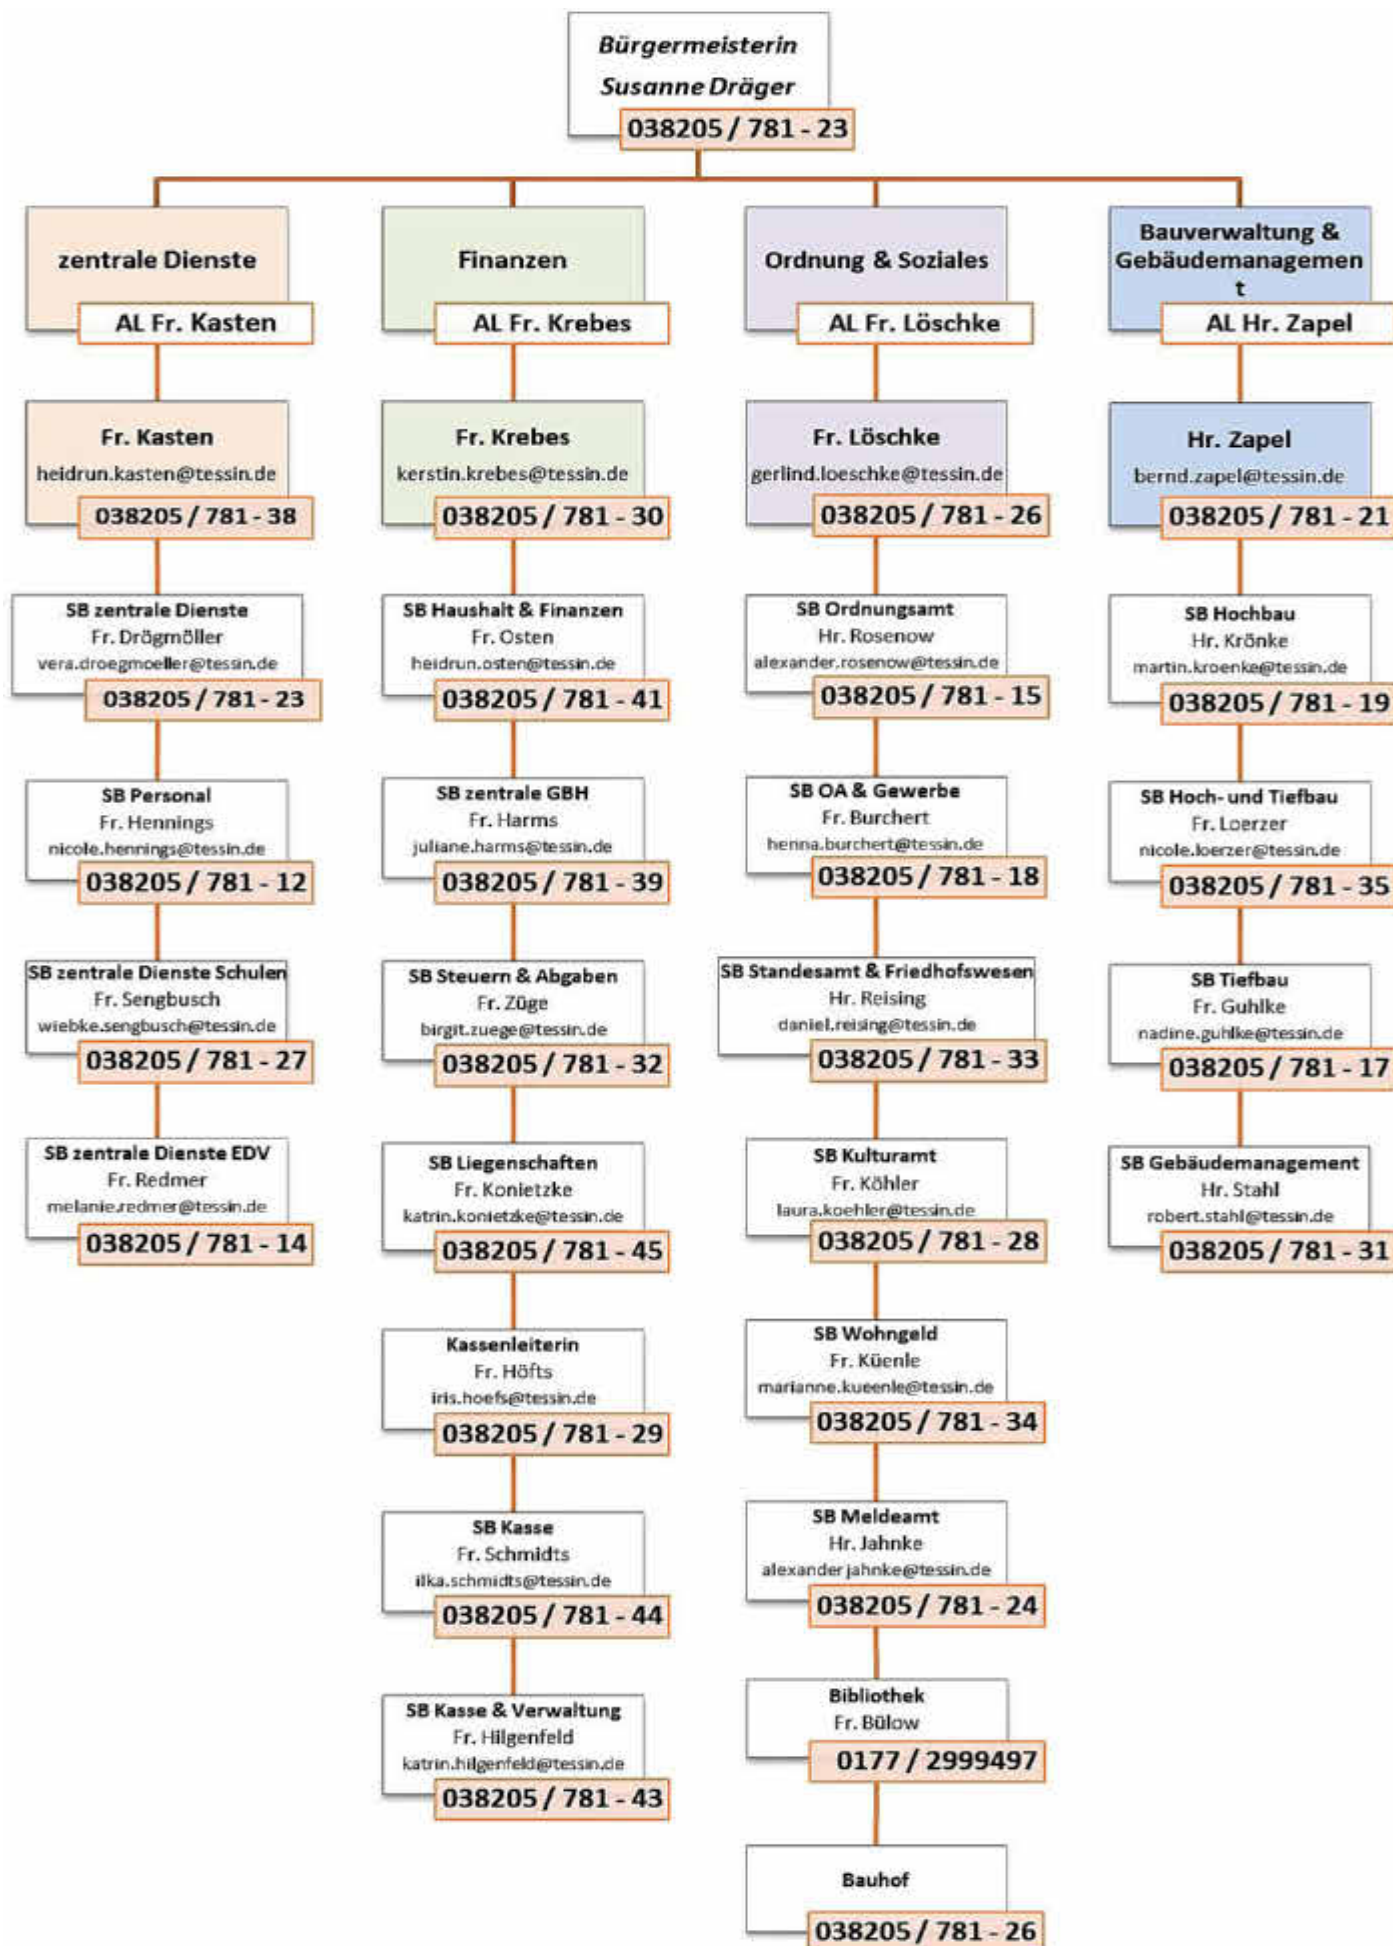 Bürgermeisterin
Susanne Dräger
038205 / 781 - 23
zentrale Dienste
AL Fr. Kasten
Fr. Kasten
heidrun.kasten@tessin.de
038205 / 781 - 38
SB zentrale Dienste
Fr. Drögmöller
vera.droegmoeller@tessin.de
038205 / 781 - 23
SB Personal
Fr. Hennings
nicole.hennings@tessin.de
038205 / 781 - 12
SB zentrale Dienste Schulen
Fr. Sengbusch
wiebke.sengbusch@tessin.de
038205 / 781 - 27
SB zentrale Dienste EDV
Fr. Redmer
melanie.redmer@tessin.de
038205 / 781 - 14
Finanzen
AL Fr. Krebes
Fr. Krebes
kerstin.krebes@tessin.de
038205 / 781 - 30
SB Haushalt & Finanzen
Fr. Osten
heidrun.osten@tessin.de
038205 / 781 - 41
SB zentrale GBH
Fr. Harms
juliane.harms@tessin.de
038205 / 781 - 39
SB Steuern & Abgaben
Fr. Züge
birgit.zuege@tessin.de
038205 / 781 - 32
SB Liegenschaften
Fr. Konietzke
katrin.konietzke@tessin.de
038205 / 781 - 45
Kassenleiterin
Fr. Höfts
iris.hoefs@tessin.de
038205 / 781 - 29
SB Kasse
Fr. Schmidts
ilka.schmidts@tessin.de
038205 / 781 - 44
SB Kasse & Verwaltung
Fr. Hilgenfeld
katrin.hilgenfeld@tessin.de
038205 / 781 - 43
Ordnung & Soziales
AL Fr. Löschke
Fr. Löschke
gerlind.loeschke@tessin.de
038205 / 781 - 26
SB Ordnungsamt
Hr. Rosenow
alexander.rosenow@tessin.de
038205 / 781 - 15
SB OA & Gewerbe
Fr. Burchert
henna.burchert@tessin.de
038205 / 781 - 18
SB Standesamt & Friedhofswesen
Hr. Reising
daniel.reising@tessin.de
038205 / 781 - 33
SB Kulturamt
Fr. Köhler
laura.koehler@tessin.de
038205 / 781 - 28
SB Wohngeld
Fr. Küenle
marianne.kueenle@tessin.de
038205 / 781 - 34
SB Meldeamt
Hr. Jahnke
alexander.jahnke@tessin.de
038205 / 781 - 24
Bibliothek
Fr. Bülow
0177 / 2999497
Bauhof
038205 / 781 - 26
Bauverwaltung &
Gebäudemanagemen
t
AL Hr. Zapel
Hr. Zapel
bernd.zapel@tessin.de
038205 / 781 - 21
SB Hochbau
Hr. Krönke
martin.kroenke@tessin.de
038205 / 781 - 19
SB Hoch- und Tiefbau
Fr. Loerzer
nicole.loerzer@tessin.de
038205 / 781 - 35
SB Tiefbau
Fr. Guhlke
nadine.guhlke@tessin.de
038205 / 781 - 17
SB Gebäudemanagement
Hr. Stahl
robert.stahl@tessin.de
038205 / 781 - 31